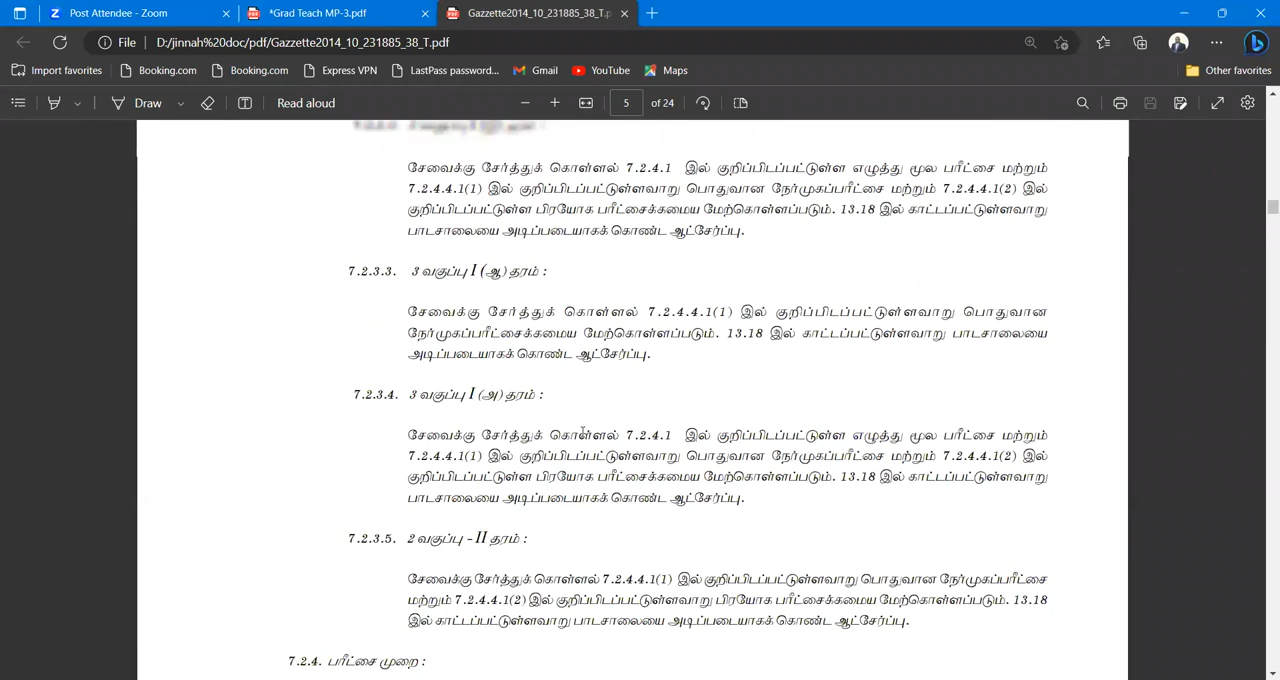 Post Attendee - Zoom
*Grad Teach MP-3.pdf
Gazzette2014_10_231885_38_T.p
File
D:/jinnah%20doc/pdf/Gazzette2014_10_231885_38_T.pdf
Import favorites
Booking.com
Booking.com
Express VPN
LastPass password...
Gmail
YouTube
Maps
Other favorites
Draw
Read aloud
5
of 24
சேவைக்கு சேர்த்துக் கொள்ளல் 7.2.4.1 இல் குறிப்பிடப்பட்டுள்ள எழுத்து மூல பரீட்சை மற்றும்
7.2.4.4.1(1) இல் குறிப்பிடப்பட்டுள்ளவாறு பொதுவான நேர்முகப்பரீட்சை மற்றும் 7.2.4.4.1(2) இல்
குறிப்பிடப்பட்டுள்ள பிரயோக பரீட்சைக்கமைய மேற்கொள்ளப்படும். 13.18 இல் காட்டப்பட்டுள்ளவாறு
பாடசாலையை அடிப்படையாகக் கொண்ட ஆட்சேர்ப்பு.
7.2.3.3. 3 வகுப்பு I (ஆ) தரம் :
சேவைக்கு சேர்த்துக் கொள்ளல் 7.2.4.4.1(1) இல் குறிப்பிடப்பட்டுள்ளவாறு பொதுவான
நேர்முகப்பரீட்சைக்கமைய மேற்கொள்ளப்படும். 13.18 இல் காட்டப்பட்டுள்ளவாறு பாடசாலையை
அடிப்படையாகக் கொண்ட ஆட்சேர்ப்பு.
7.2.3.4. 3 வகுப்பு I (அ) தரம் :
சேவைக்கு சேர்த்துக் கொள்ளல் 7.2.4.1 இல் குறிப்பிடப்பட்டுள்ள எழுத்து மூல பரீட்சை மற்றும்
7.2.4.4.1(1) இல் குறிப்பிடப்பட்டுள்ளவாறு பொதுவான நேர்முகப்பரீட்சை மற்றும் 7.2.4.4.1(2) இல்
குறிப்பிடப்பட்டுள்ள பிரயோக பரீட்சைக்கமைய மேற்கொள்ளப்படும். 13.18 இல் காட்டப்பட்டுள்ளவாறு
பாடசாலையை அடிப்படையாகக் கொண்ட ஆட்சேர்ப்பு.
7.2.3.5. 2 வகுப்பு - II தரம் :
சேவைக்கு சேர்த்துக் கொள்ளல் 7.2.4.4.1(1) இல் குறிப்பிடப்பட்டுள்ளவாறு பொதுவான நேர்முகப்பரீட்சை
மற்றும் 7.2.4.4.1(2) இல் குறிப்பிடப்பட்டுள்ளவாறு பிரயோக பரீட்சைக்கமைய மேற்கொள்ளப்படும். 13.18
இல் காட்டப்பட்டுள்ளவாறு பாடசாலையை அடிப்படையாகக் கொண்ட ஆட்சேர்ப்பு.
7.2.4. பரீட்சை முறை :